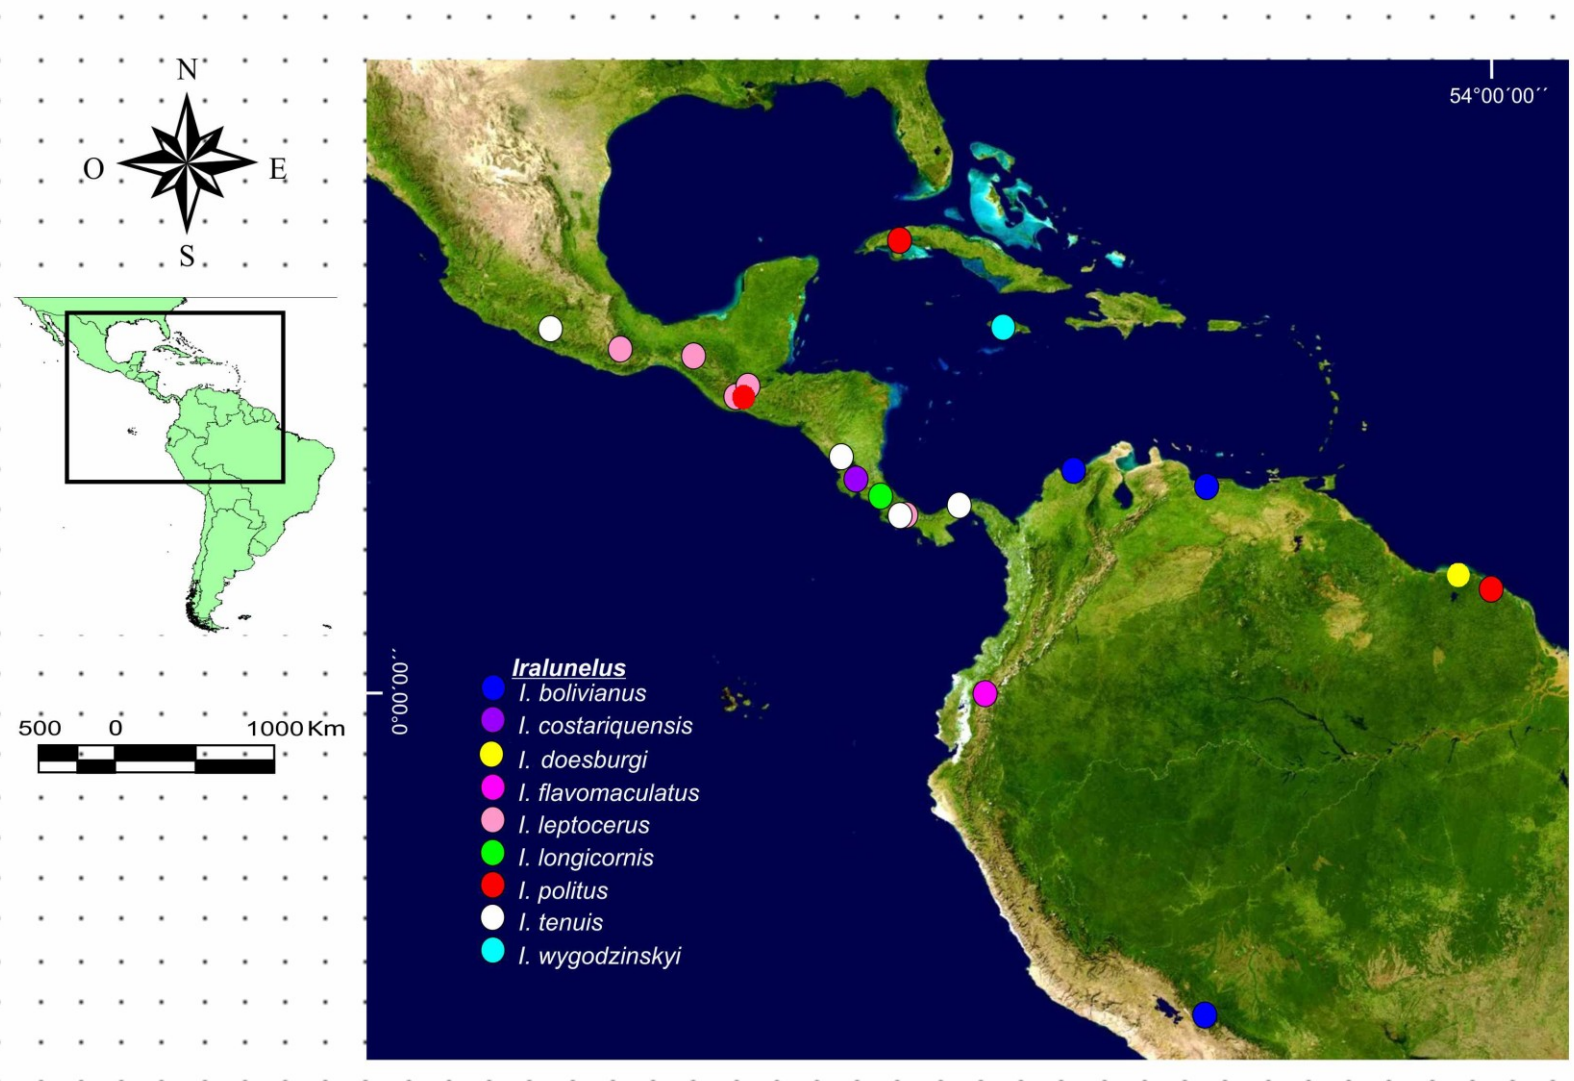 N
O E
S
54°00´00´´
0°00´00´´
500 0 1000 Km
Iralunelus
I. bolivianus
I. costariquensis
I. doesburgi
I. flavomaculatus
I. leptocerus
I. longicornis
I. politus
I. tenuis
I. wygodzinskyi